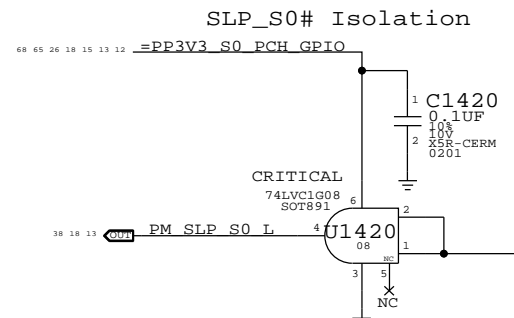 SLP_S0# Isolation
68 65 26 18 15 13 12 =PP3V3_S0_PCH_GPIO
1
C1420
0.1UF
10%
10V
2 X5R-CERM
0201
CRITICAL
74LVC1G08
SOT891
6
2
38 18 13 OUT PM_SLP_S0_L 4 U1420
08
1
NC
3 5
NC